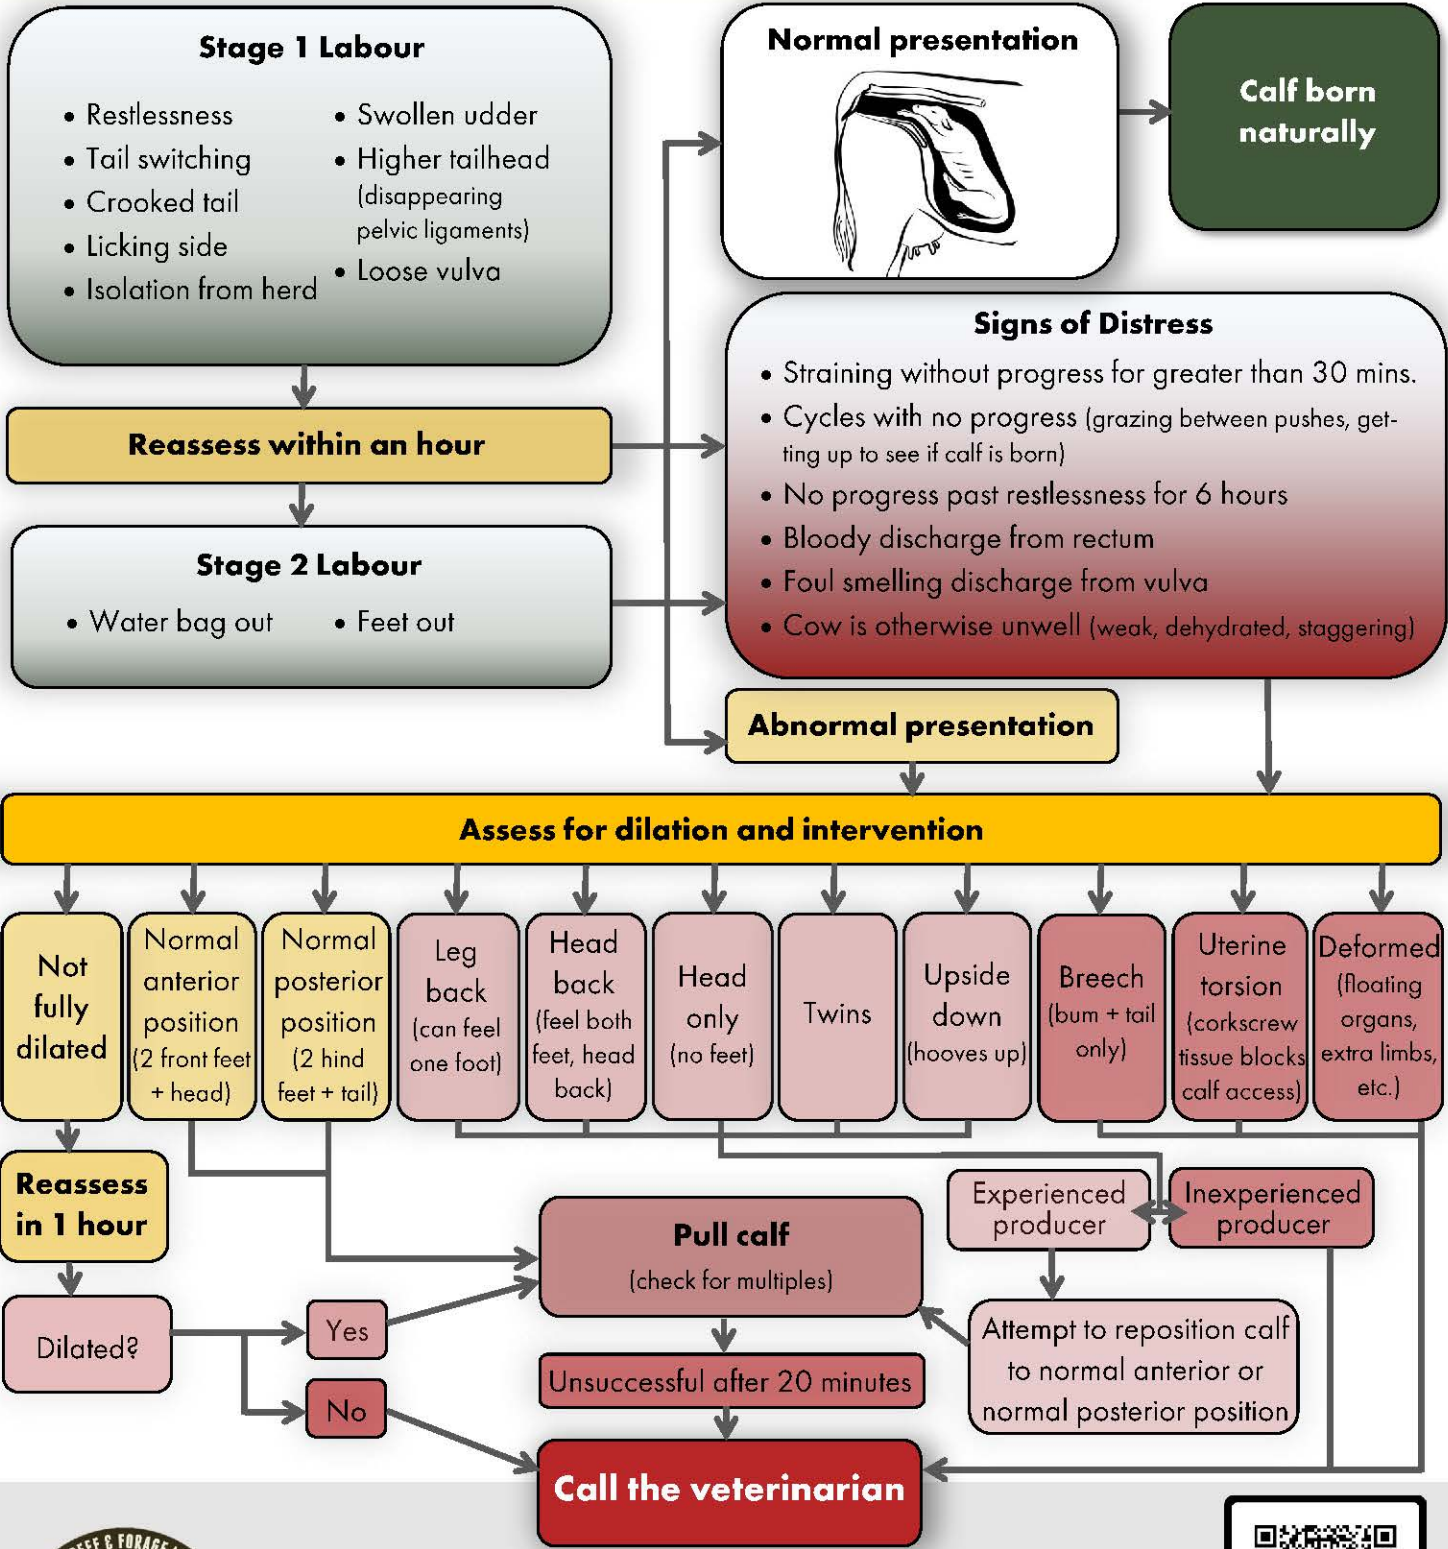 Stage 1 Labour
• Restlessness
• Tail switching
• Crooked tail
• Licking side
• Isolation from herd
• Swollen udder
• Higher tailhead
(disappearing
pelvic ligaments)
• Loose vulva
Normal presentation
Calf born
naturally
Reassess within an hour
Signs of Distress
• Straining without progress for greater than 30 mins.
• Cycles with no progress (grazing between pushes, get-
ting up to see if calf is born)
• No progress past restlessness for 6 hours
• Bloody discharge from rectum
• Foul smelling discharge from vulva
• Cow is otherwise unwell (weak, dehydrated, staggering)
Stage 2 Labour
• Water bag out
• Feet out
Abnormal presentation
Assess for dilation and intervention
Not
fully
dilated
Normal
anterior
position
(2 front feet
+ head)
Normal
posterior
position
(2 hind
feet + tail)
Leg
back
(can feel
one foot)
Head
back
(feel both
feet, head
back)
Head
only
(no feet)
Twins
Upside
down
(hooves up)
Breech
(bum + tail
only)
Uterine
torsion
(corkscrew
tissue blocks
calf access)
Deformed
(floating
organs,
extra limbs,
etc.)
Reassess
in 1 hour
Experienced
producer
Inexperienced
producer
Pull calf
(check for multiples)
Dilated?
Yes
No
Attempt to reposition calf
to normal anterior or
normal posterior position
Unsuccessful after 20 minutes
Call the veterinarian
& FORAGE